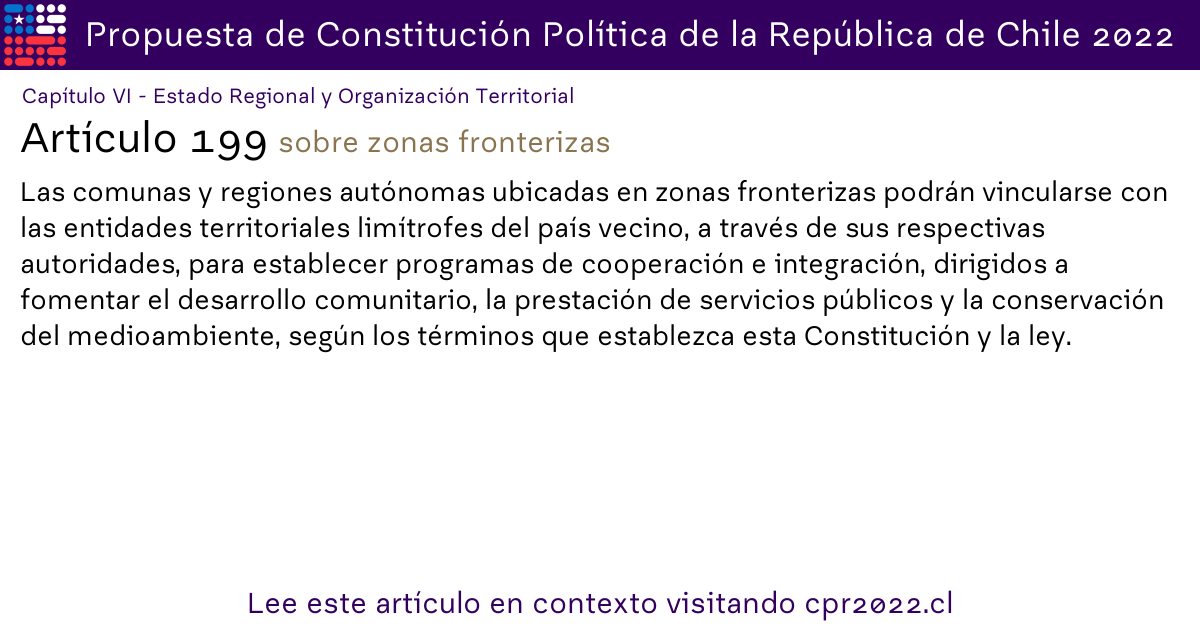 Propuesta de Constitución Política de la República de Chile 2022
Capítulo VI - Estado Regional y Organización Territorial
Artículo 199 sobre zonas fronterizas
Las comunas y regiones autónomas ubicadas en zonas fronterizas podrán vincularse con
las entidades territoriales limítrofes del país vecino, a través de sus respectivas
autoridades, para establecer programas de cooperación e integración, dirigidos a
fomentar el desarrollo comunitario, la prestación de servicios públicos y la conservación
del medioambiente, según los términos que establezca esta Constitución y la ley.
Lee este artículo en contexto visitando cpr2022.cl